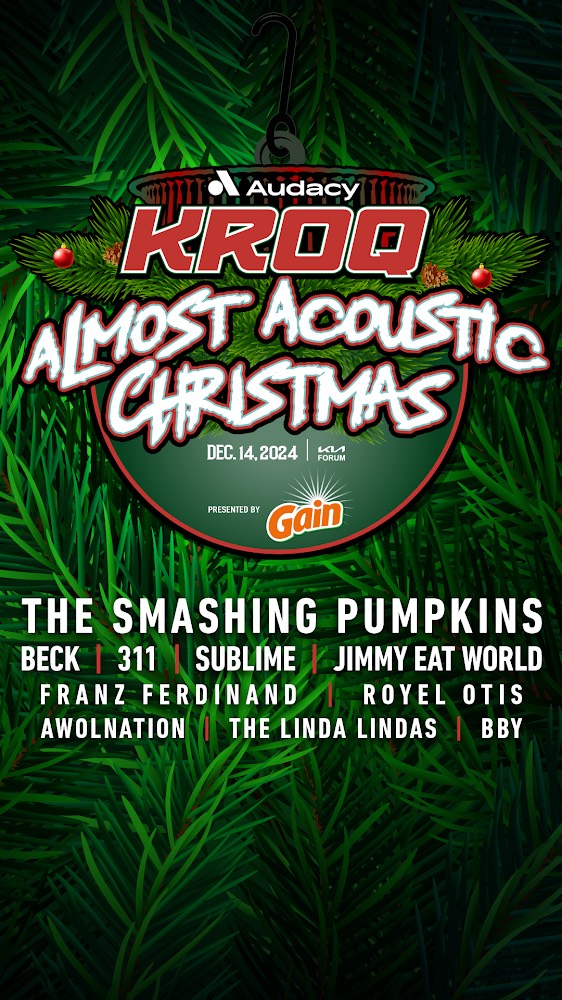 Audacy
KROQ
ALMOST ACOUSTIC
CHRISTMAS
DEC. 14, 2024 | KIA FORUM
PRESENTED BY Gain
THE SMASHING PUMPKINS
BECK | 311 | SUBLIME | JIMMY EAT WORLD
FRANZ FERDINAND | ROYEL OTIS
AWOLNATION | THE LINDA LINDAS | BBY